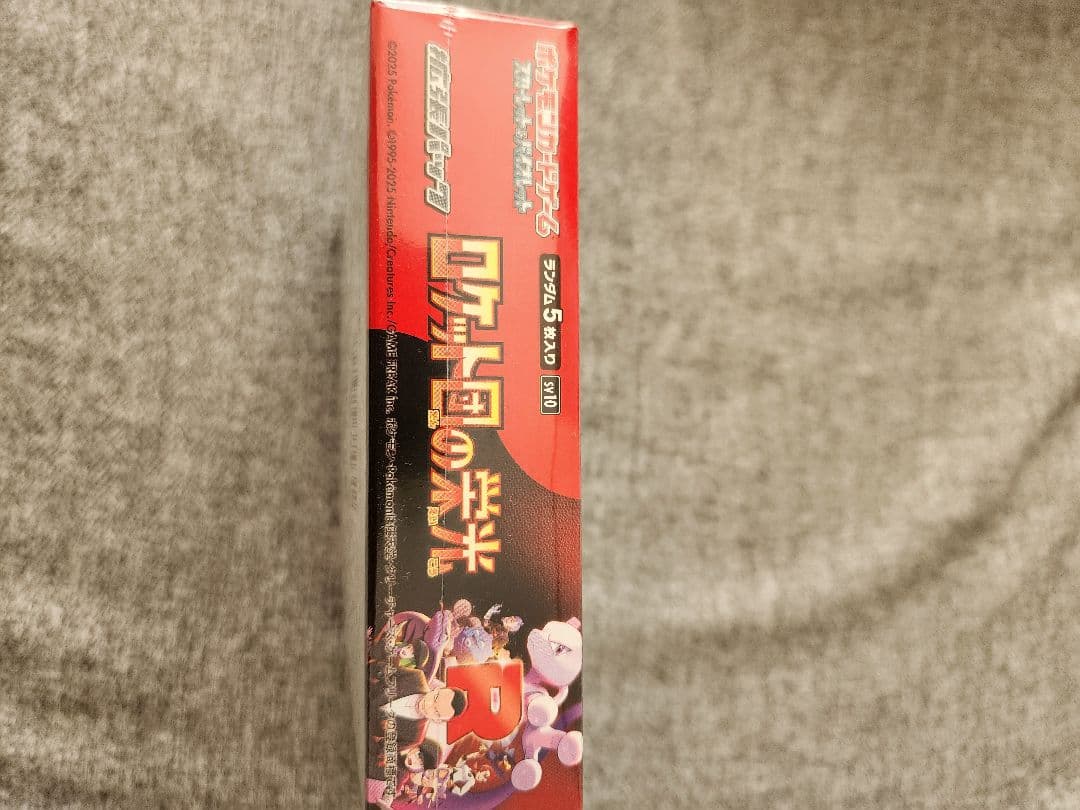 ポケモンカードゲーム
スカーレット&バイオレット
拡張パック
ランダム5枚入り
sv10
ロケット団の栄光
R
©2025 Pokémon. ©1995-2025 Nintendo/Creatures Inc./GAME FREAK inc.